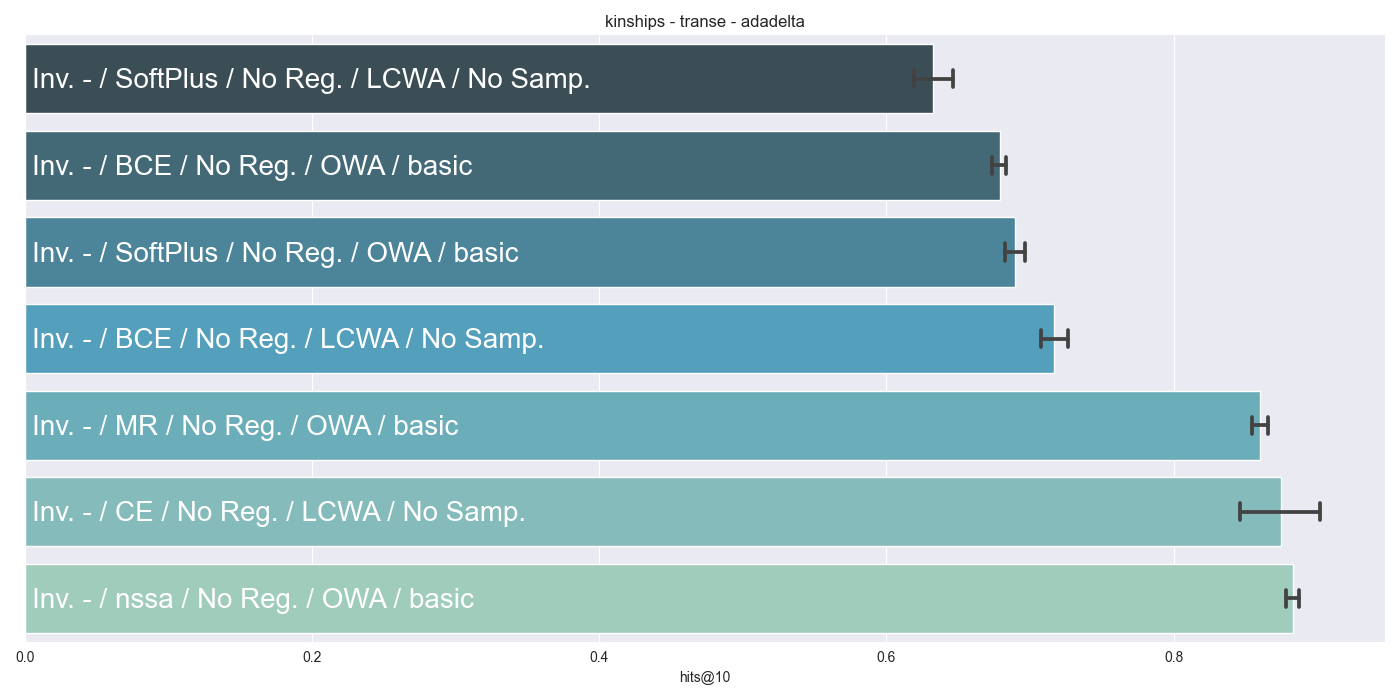 kinships - transe - adadelta
Inv. - / SoftPlus / No Reg. / LCWA / No Samp.
Inv. - / BCE / No Reg. / OWA / basic
Inv. - / SoftPlus / No Reg. / OWA / basic
Inv. - / BCE / No Reg. / LCWA / No Samp.
Inv. - / MR / No Reg. / OWA / basic
Inv. - / CE / No Reg. / LCWA / No Samp.
Inv. - / nssa / No Reg. / OWA / basic
0.0 0.2 0.4 0.6 0.8
hits@10